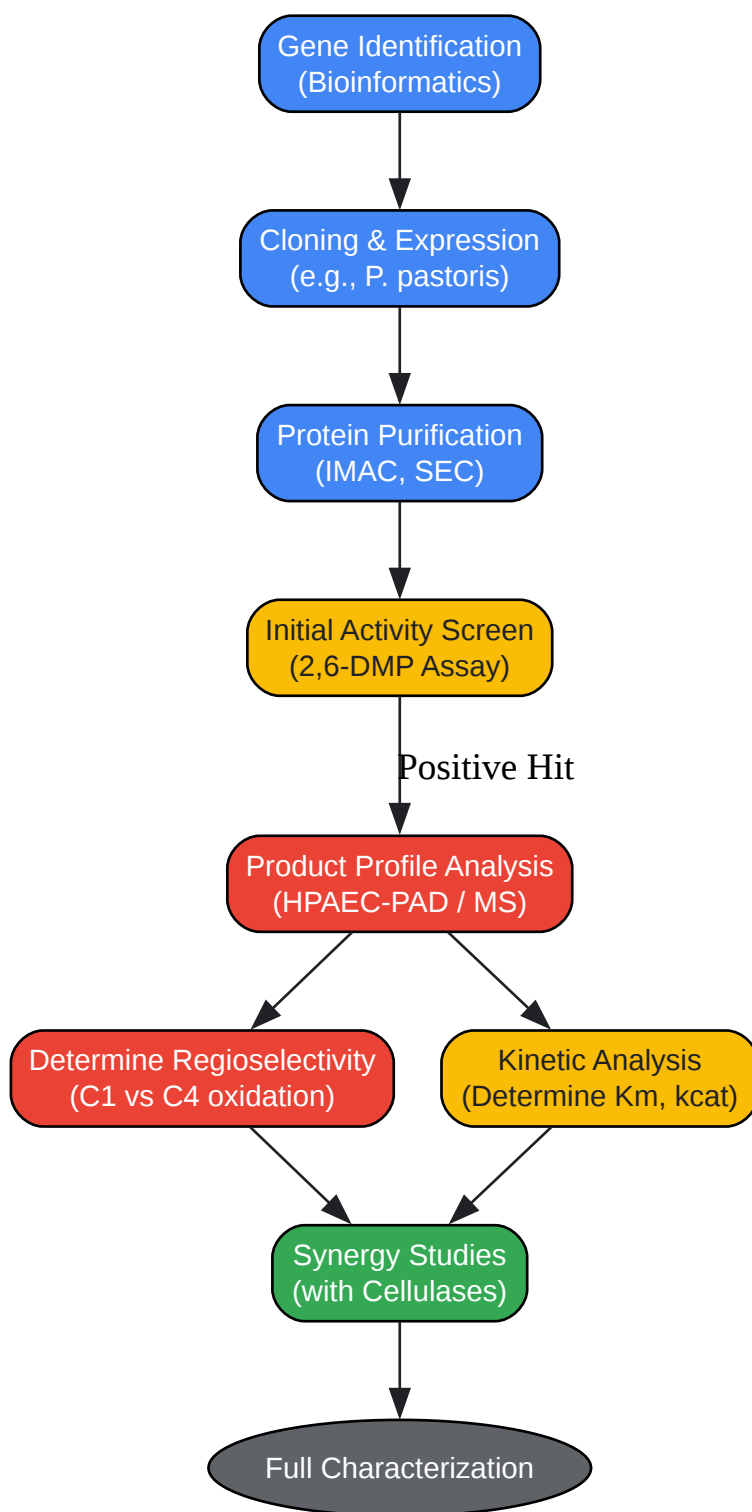 Gene Identification
(Bioinformatics)
Cloning & Expression
(e.g., P. pastoris)
Protein Purification
(IMAC, SEC)
Initial Activity Screen
(2,6-DMP Assay)
Positive Hit
Product Profile Analysis
(HPAEC-PAD / MS)
Determine Regioselectivity
(C1 vs C4 oxidation)
Kinetic Analysis
(Determine Km, kcat)
Synergy Studies
(with Cellulases)
Full Characterization